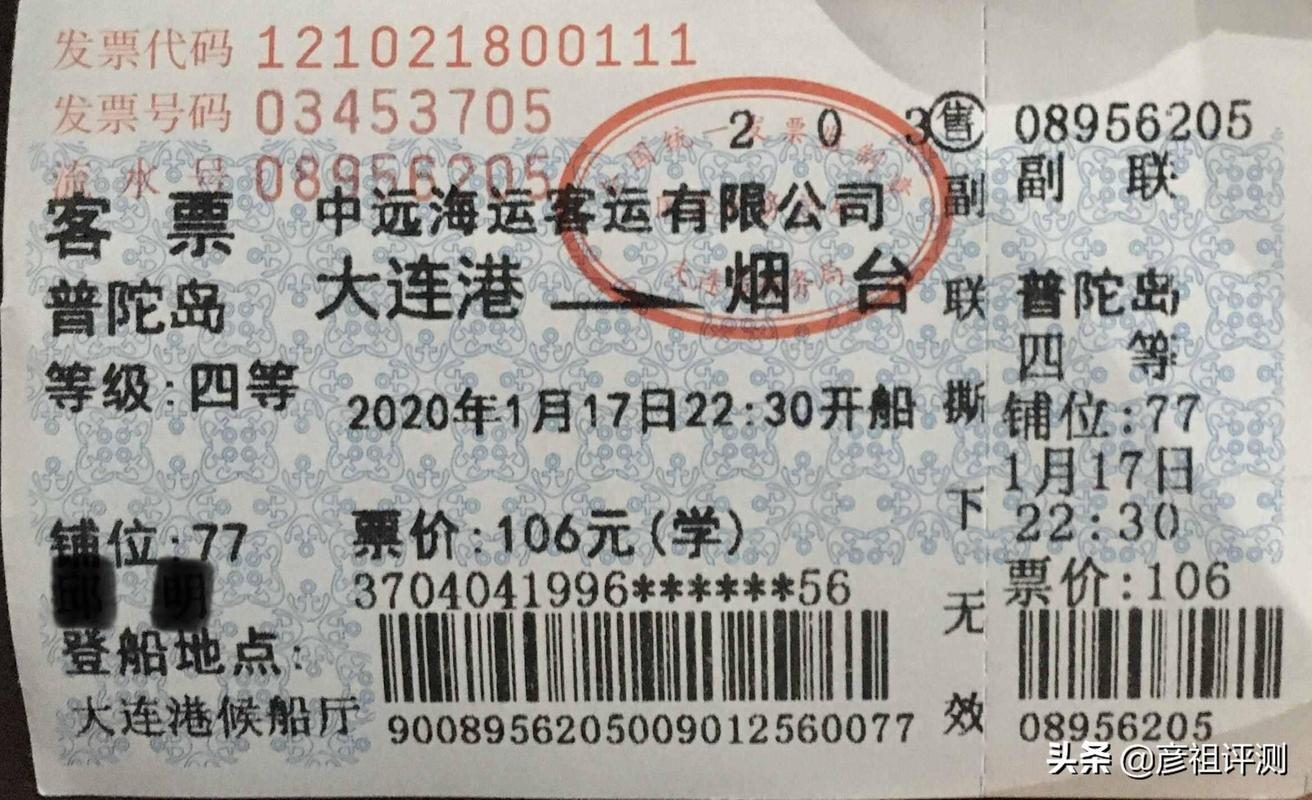 发票代码 121021800111
发票号码 03453705
流水号 08956205
2 0 3 售
客 票 中远海运客运有限公司
普陀岛 大连港 → 烟 台
等级:四等
2020年1月17日22:30开船
铺位:77 票价:106元(学)
3704041996******56
登船地点:
大连港候船厅
9008956205009012560077
副联撕下无效
08956205
副 联
普陀岛
四 等
铺位:77
1月17日
22:30
票价:106
08956205
头条 @彦祖评测